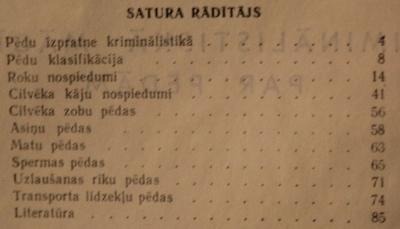 SATURA RĀDĪTĀJS
Pēdu izpratne kriminālistikā . . . . . . . . . 4
Pēdu klasifikācija . . . . . . . . . . . 8
Roku nospiedumi . . . . . . . . . . . 14
Cilvēka kāju nospiedumi . . . . . . . . . 41
Cilvēka zobu pēdas . . . . . . . . . . 56
Asiņu pēdas . . . . . . . . . . . . 58
Matu pēdas . . . . . . . . . . . . 63
Spermas pēdas . . . . . . . . . . . 65
Uzlaušanas rīku pēdas . . . . . . . . . 71
Transporta līdzekļu pēdas . . . . . . . . 74
Literatūra . . . . . . . . . . . . 85